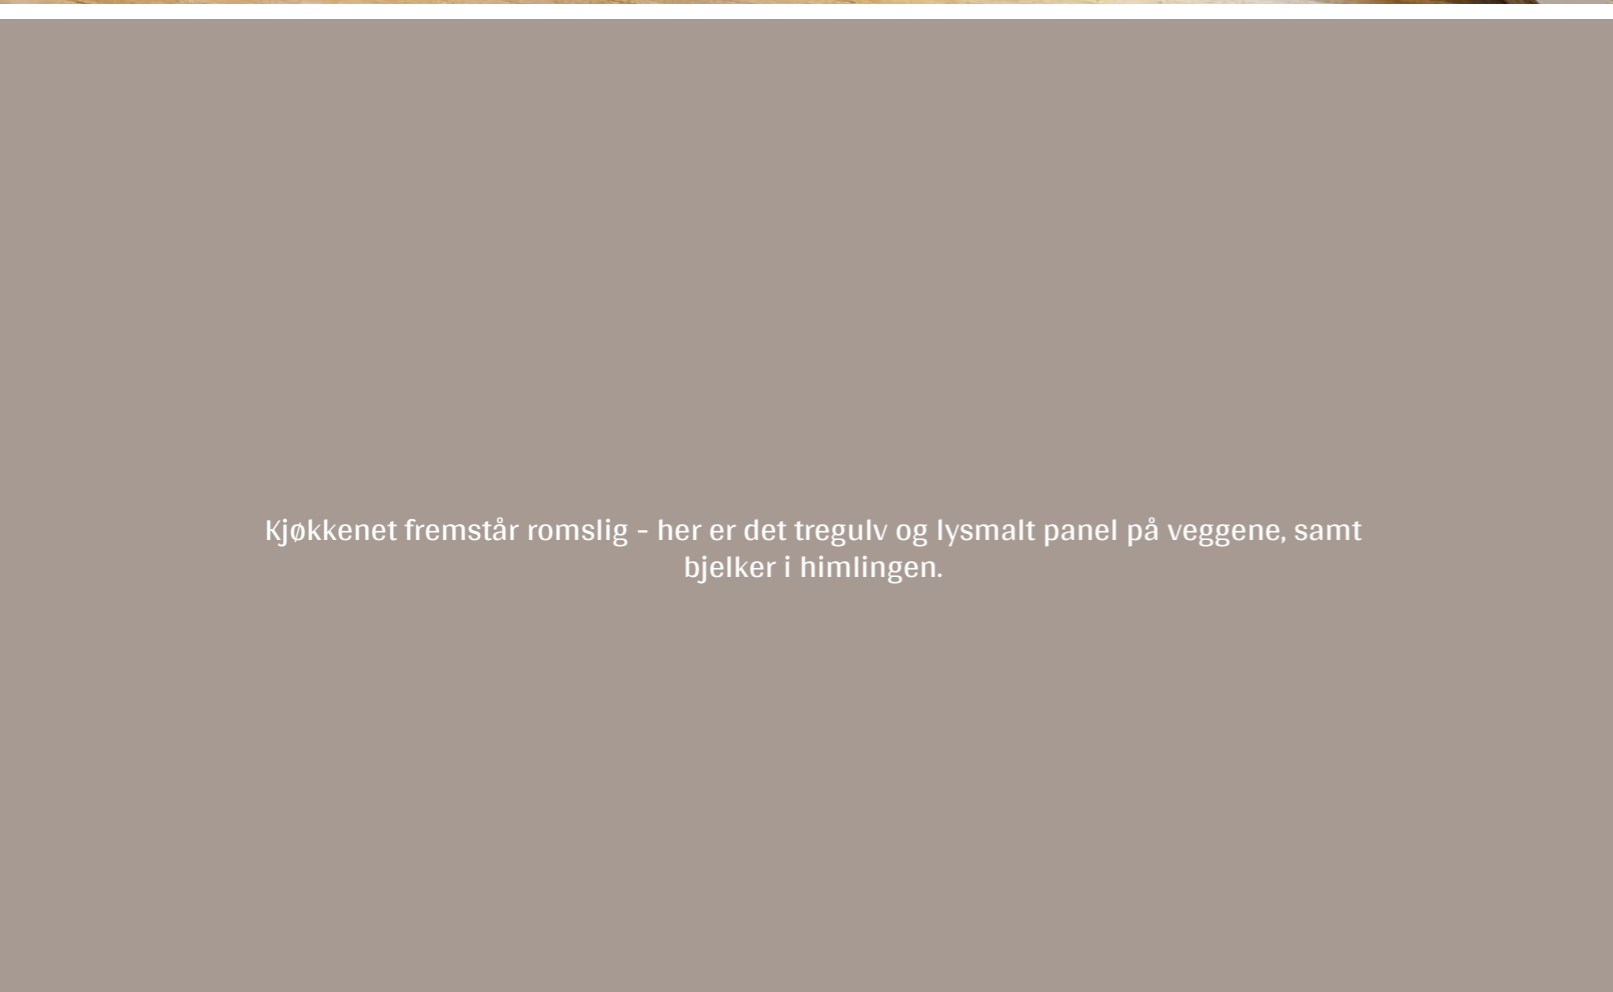 Kjøkkenet fremstår romslig - her er det tregulv og lysmalt panel på veggene, samt
bjelker i himlingen.